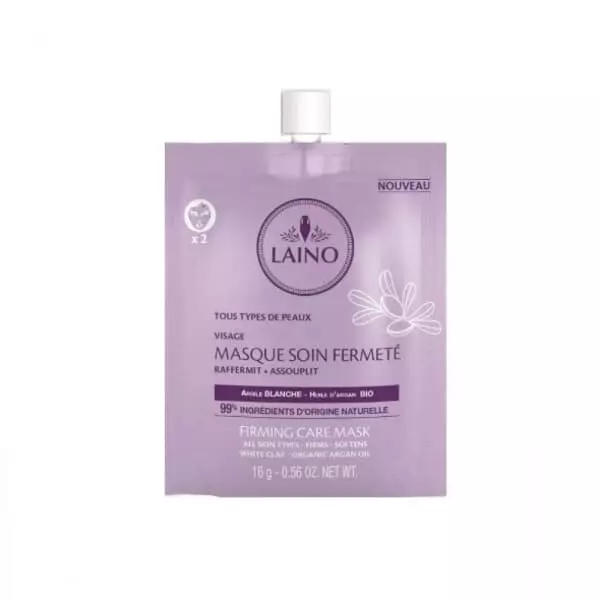 NOUVEAU
x 2
LAINO
TOUS TYPES DE PEAUX
VISAGE
MASQUE SOIN FERMETÉ
RAFFERMIT • ASSOUPLIT
ARGILE BLANCHE - HUILE D'ARGAN BIO
99% INGRÉDIENTS D'ORIGINE NATURELLE
FIRMING CARE MASK
ALL SKIN TYPES - FIRMS - SOFTENS
WHITE CLAY - ORGANIC ARGAN OIL
16 g - 0.56 OZ. NET WT.